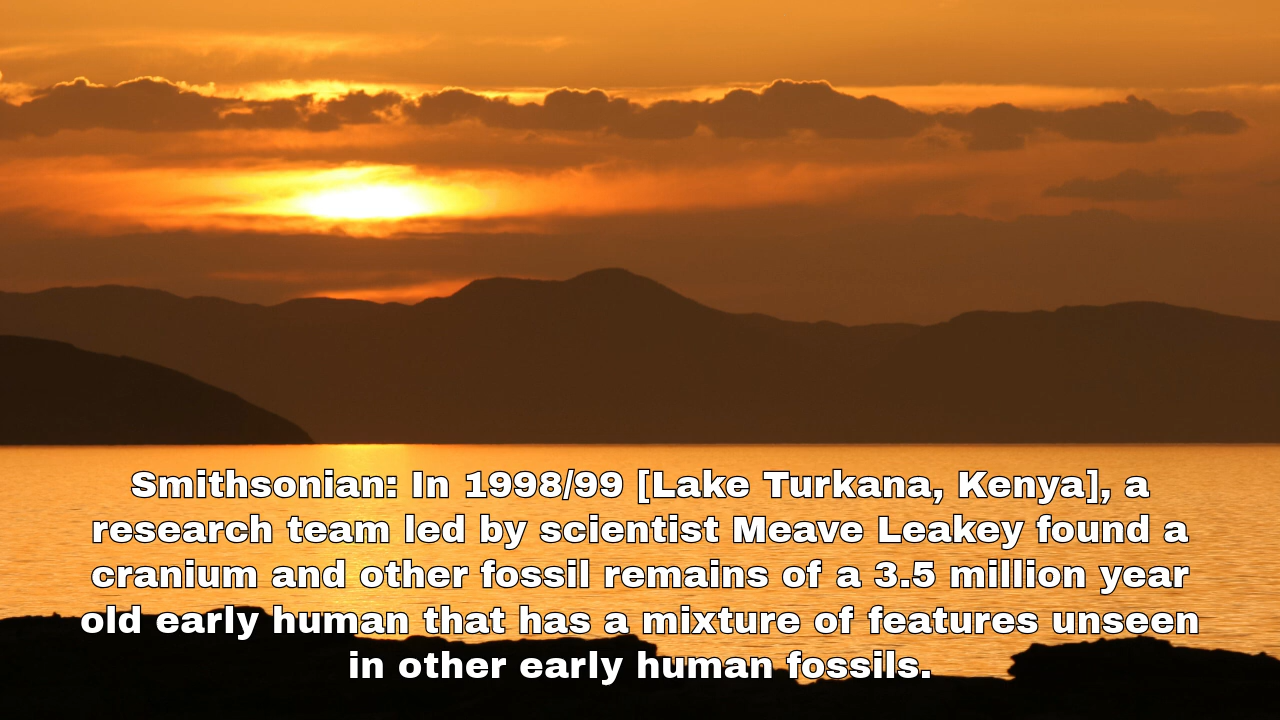 Smithsonian: In 1998/99 [Lake Turkana, Kenya], a
research team led by scientist Meave Leakey found a
cranium and other fossil remains of a 3.5 million year
old early human that has a mixture of features unseen
in other early human fossils.